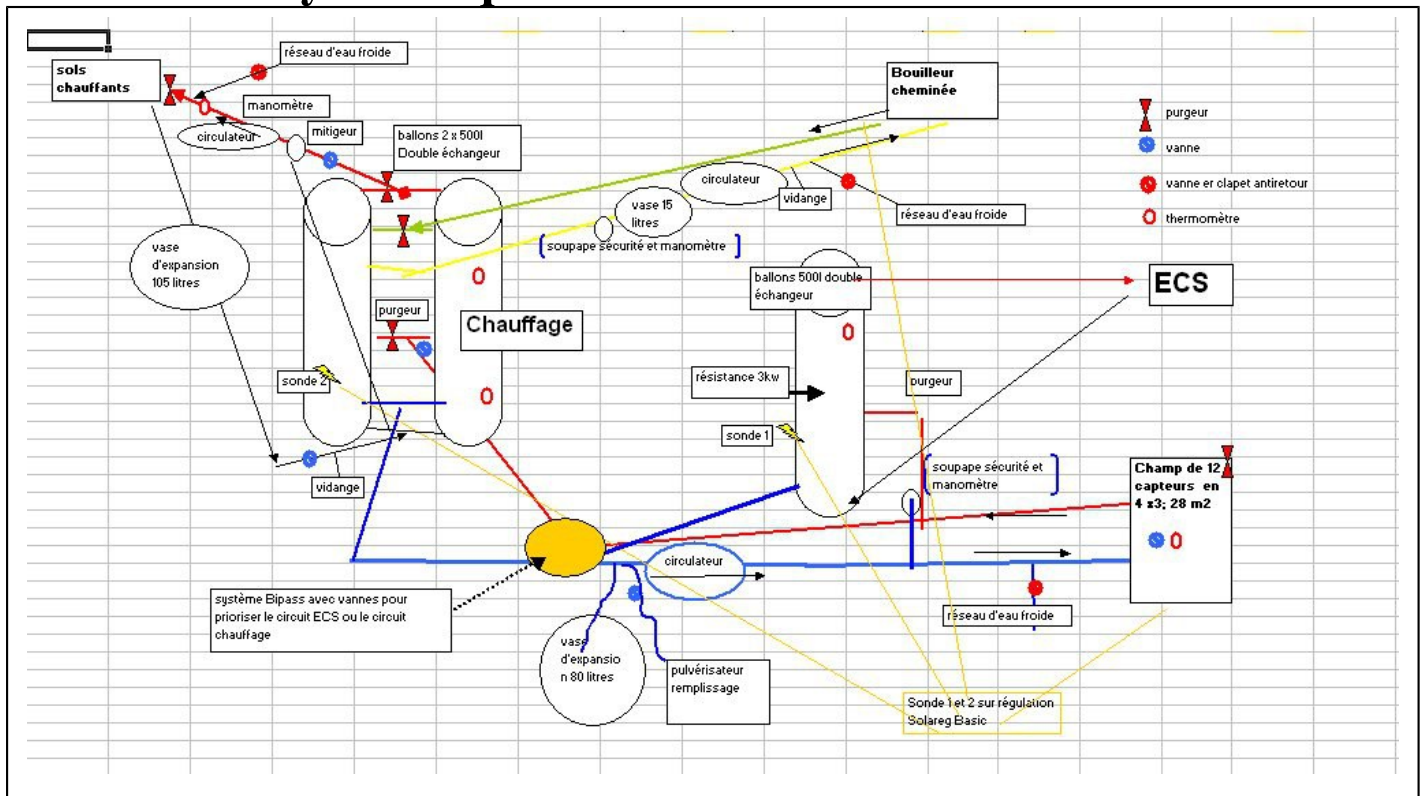 réseau d'eau froide
sols
chauffants
manomètre
circulateur
mitigeur
ballons 2 x 500l
Double échangeur
Bouilleur
cheminée
purgeur
vanne
vanne er clapet antiretour
thermomètre
circulateur
vidange
réseau d'eau froide
vase 15
litres
soupape sécurité et manomètre
vase
d'expansion
105 litres
ballons 500l double
échangeur
ECS
purgeur
Chauffage
sonde 2
résistance 3kw
purgeur
sonde 1
vidange
soupape sécurité et
manomètre
Champ de 12
capteurs en
4 x3; 28 m2
circulateur
système Bipass avec vannes pour
prioriser le circuit ECS ou le circuit
chauffage
réseau d'eau froide
vase
d'expansio
n 80 litres
pulvérisateur
remplissage
Sonde 1 et 2 sur régulation
Solareg Basic